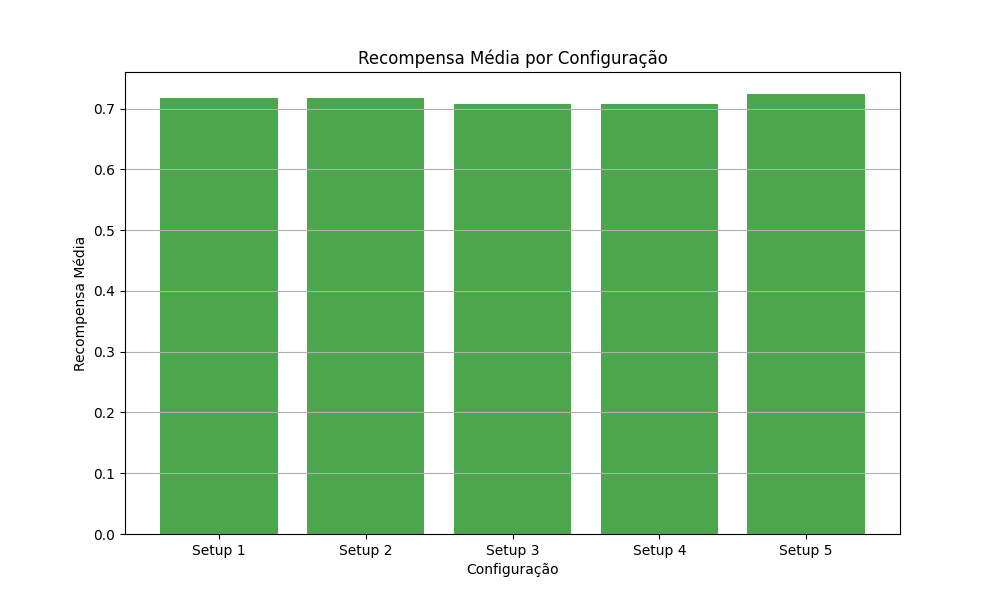 Recompensa Média por Configuração
Recompensa Média
0.7
0.6
0.5
0.4
0.3
0.2
0.1
0.0
Setup 1 Setup 2 Setup 3 Setup 4 Setup 5
Configuração